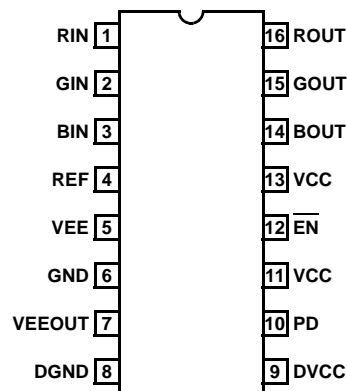 RIN 1 16 ROUT
GIN 2 15 GOUT
BIN 3 14 BOUT
REF 4 13 VCC
VEE 5 12 E̅N̅
GND 6 11 VCC
VEEOUT 7 10 PD
DGND 8 9 DVCC